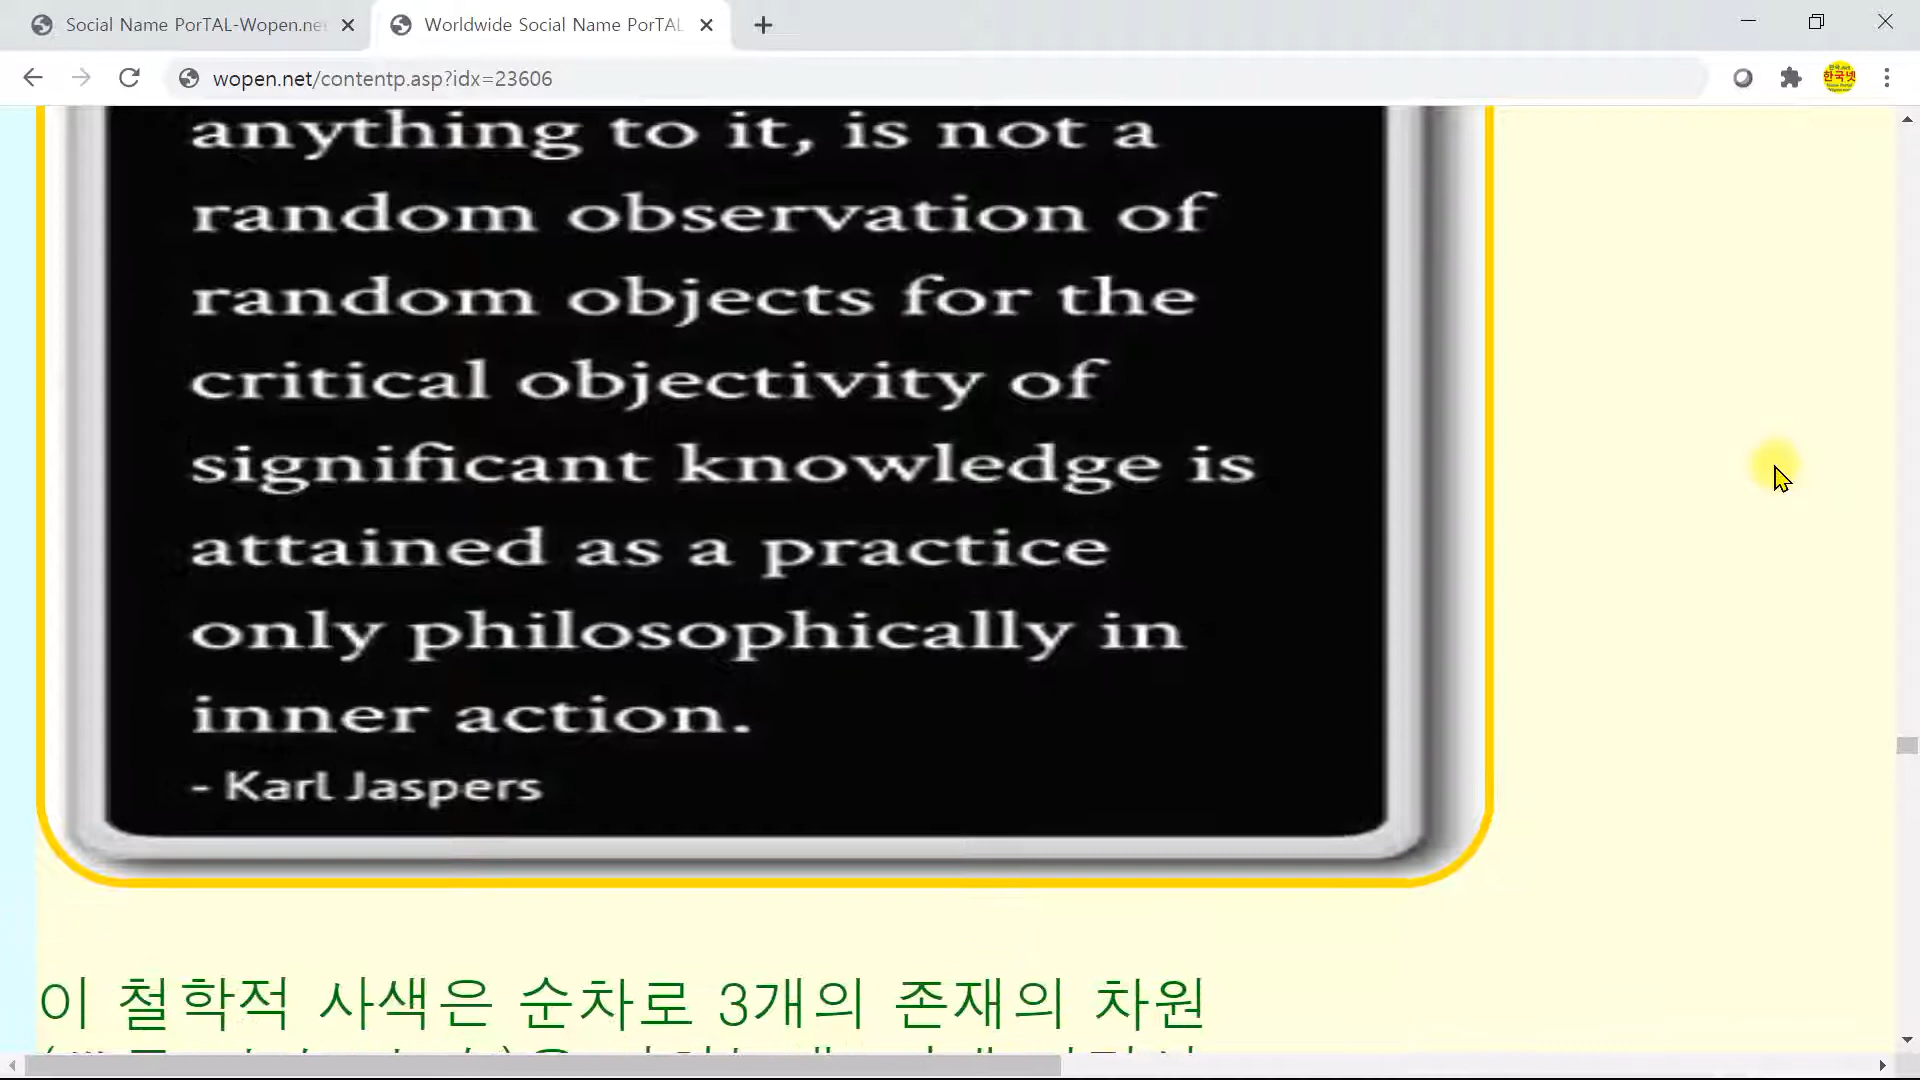 Social Name PorTAL-Wopen.ne
Worldwide Social Name PorTAL
wopen.net/contentp.asp?idx=23606
한국넷
anything to it, is not a
random observation of
random objects for the
critical objectivity of
significant knowledge is
attained as a practice
only philosophically in
inner action.
- Karl Jaspers
이 철학적 사색은 순차로 3개의 존재의 차원